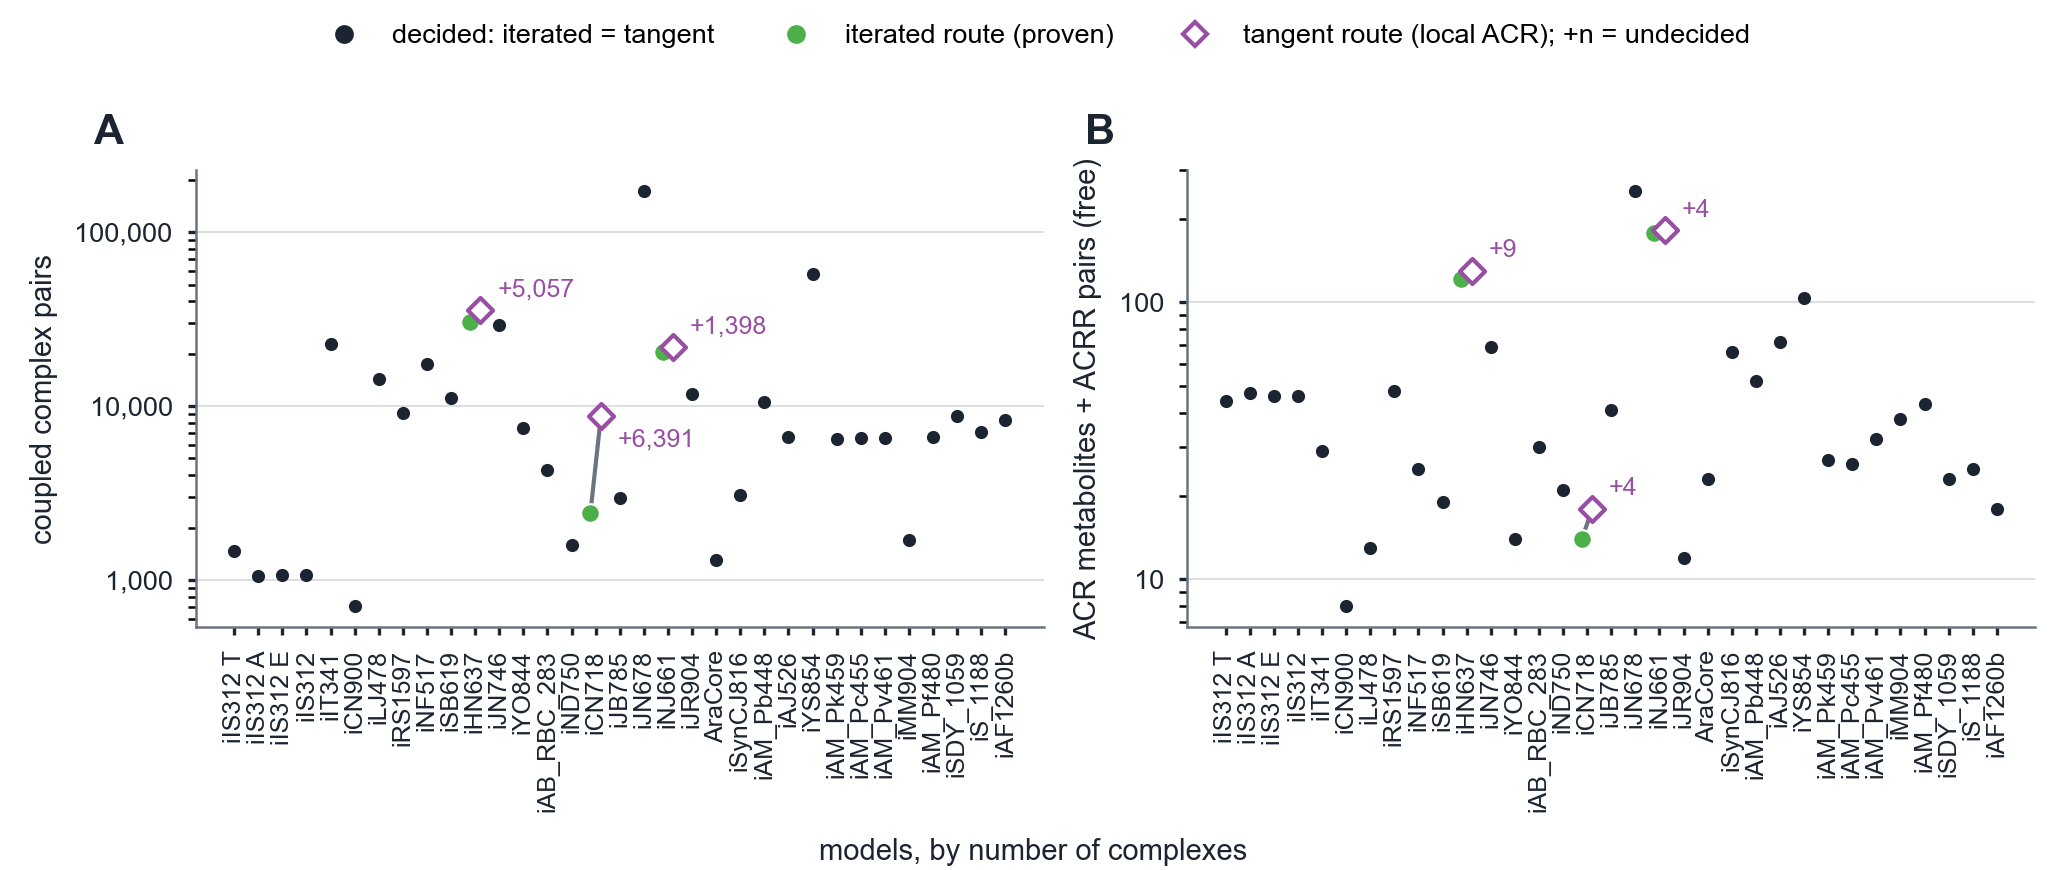 decided: iterated = tangent
iterated route (proven)
tangent route (local ACR); +n = undecided
A
coupled complex pairs
100,000
10,000
1,000
+5,057
+1,398
+6,391
iIS312 T
iIS312 A
iIS312 E
iIS312
iIT341
iCN900
iLJ478
iRS1597
iNF517
iSB619
iHN637
iJN746
iYO844
iAB_RBC_283
iND750
iCN718
iJB785
iJN678
iNJ661
iJR904
AraCore
iSynCJ816
iAM_Pb448
iAJ526
iYS854
iAM_Pk459
iAM_Pc455
iAM_Pv461
iMM904
iAM_Pf480
iSDY_1059
iS_1188
iAF1260b
B
ACR metabolites + ACRR pairs (free)
100
10
+9
+4
+4
iIS312 T
iIS312 A
iIS312 E
iIS312
iIT341
iCN900
iLJ478
iRS1597
iNF517
iSB619
iHN637
iJN746
iYO844
iAB_RBC_283
iND750
iCN718
iJB785
iJN678
iNJ661
iJR904
AraCore
iSynCJ816
iAM_Pb448
iAJ526
iYS854
iAM_Pk459
iAM_Pc455
iAM_Pv461
iMM904
iAM_Pf480
iSDY_1059
iS_1188
iAF1260b
models, by number of complexes